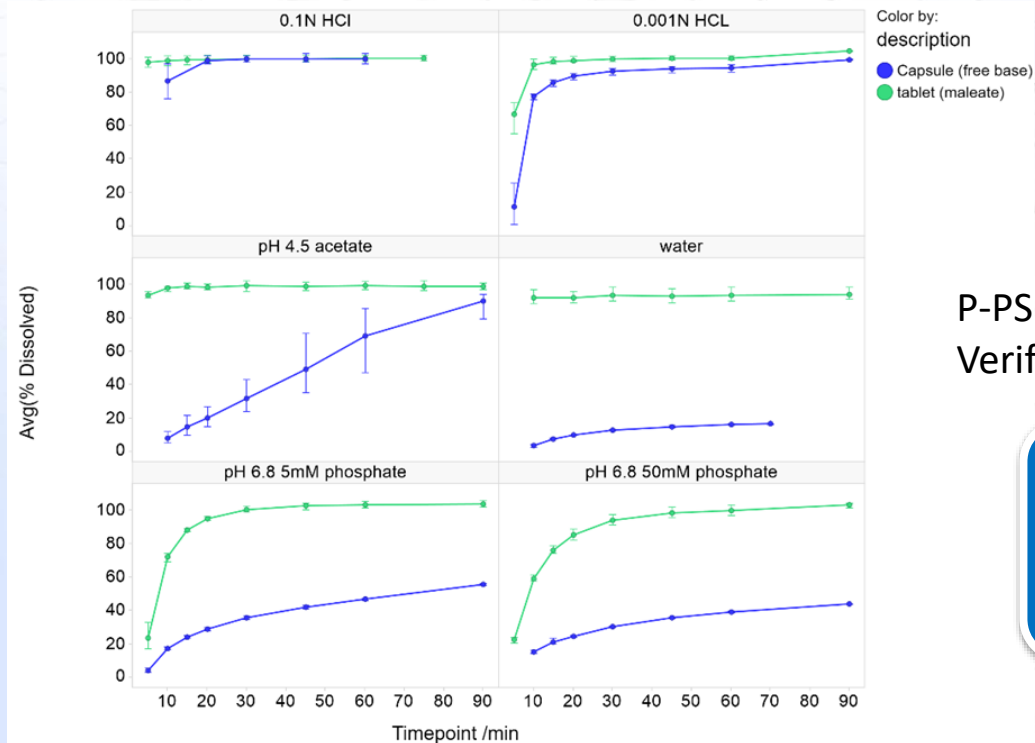 0.1N HCl
0.001N HCL
Color by:
description
Capsule (free base)
tablet (maleate)
100
80
60
40
20
0
pH 4.5 acetate
water
100
80
60
40
20
0
Avg(% Dissolved)
P-PS
Verif
pH 6.8 5mM phosphate
pH 6.8 50mM phosphate
100
80
60
40
20
0
10 20 30 40 50 60 70 80 90
10 20 30 40 50 60 70 80 90
Timepoint /min